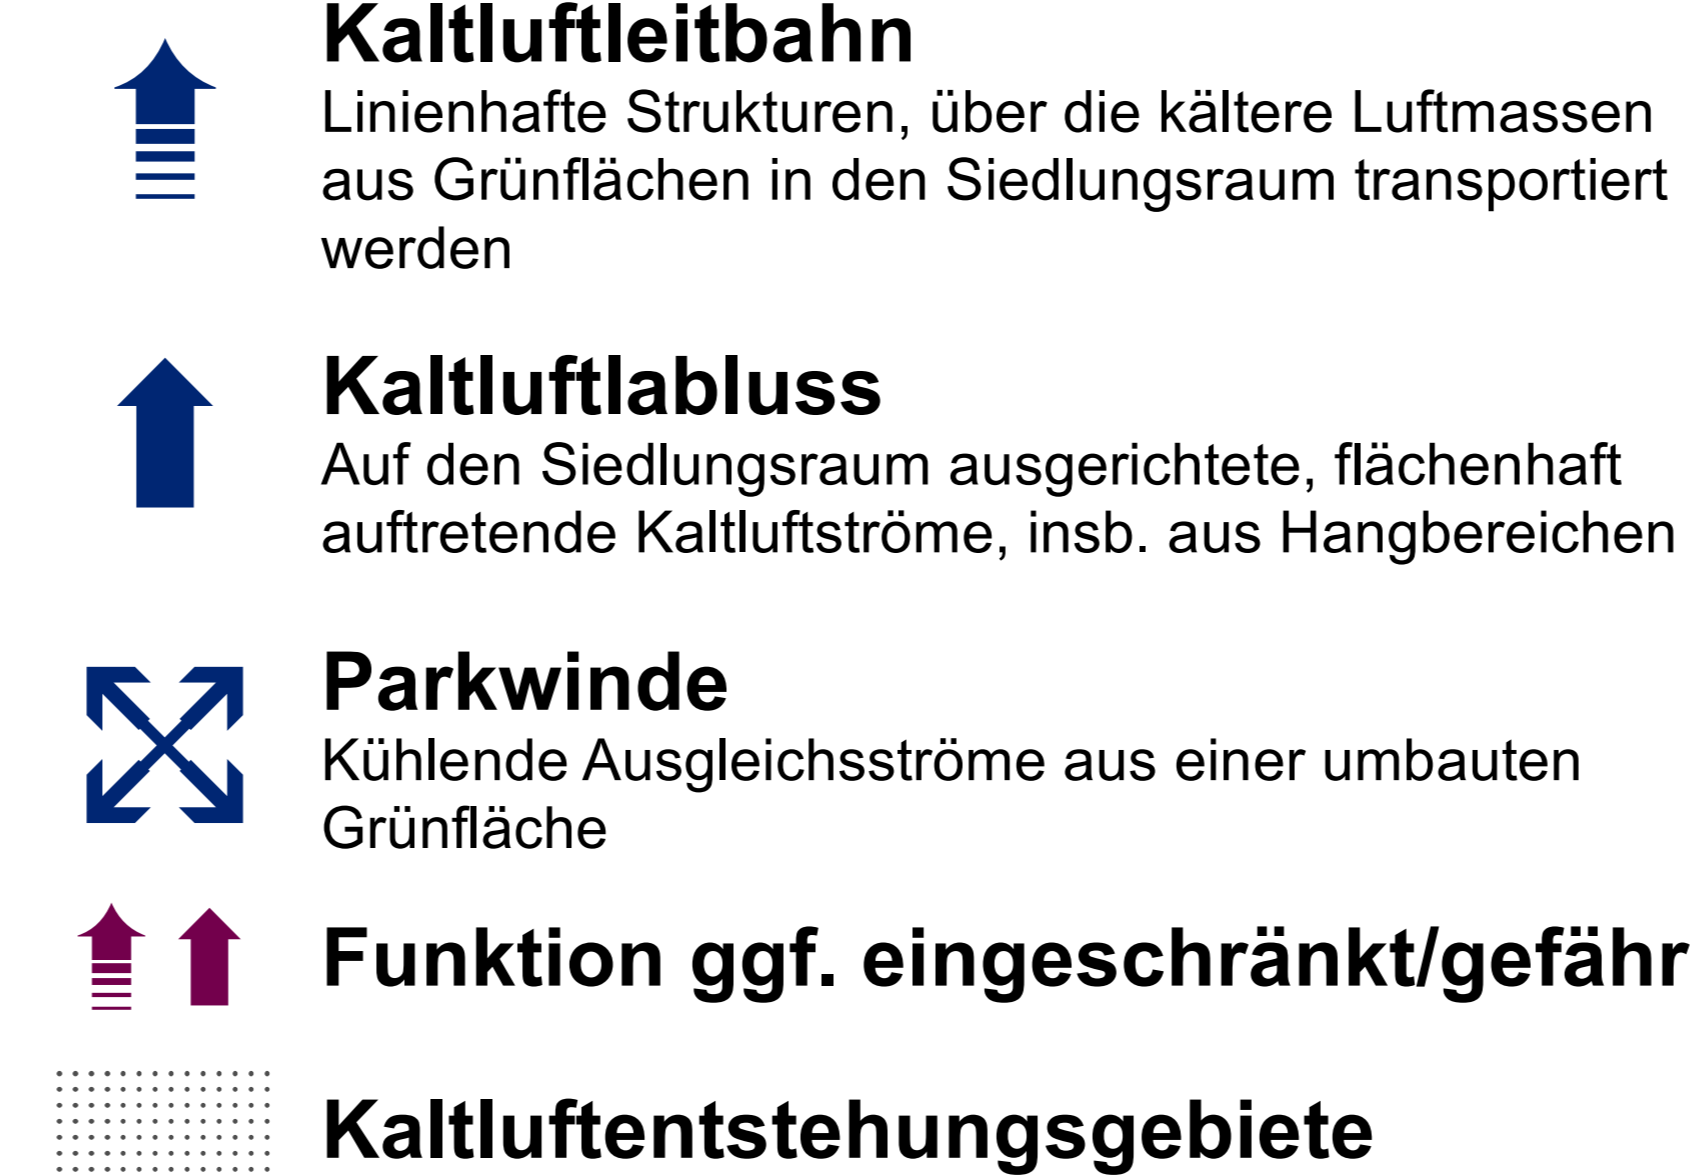 Kaltluftleitbahn
Linienhafte Strukturen, über die kältere Luftmassen
aus Grünflächen in den Siedlungsraum transportiert
werden
Kaltluftlabluss
Auf den Siedlungsraum ausgerichtete, flächenhaft
auftretende Kaltluftströme, insb. aus Hangbereichen
Parkwinde
Kühlende Ausgleichsströme aus einer umbauten
Grünfläche
Funktion ggf. eingeschränkt/gefähr
Kaltluftentstehungsgebiete